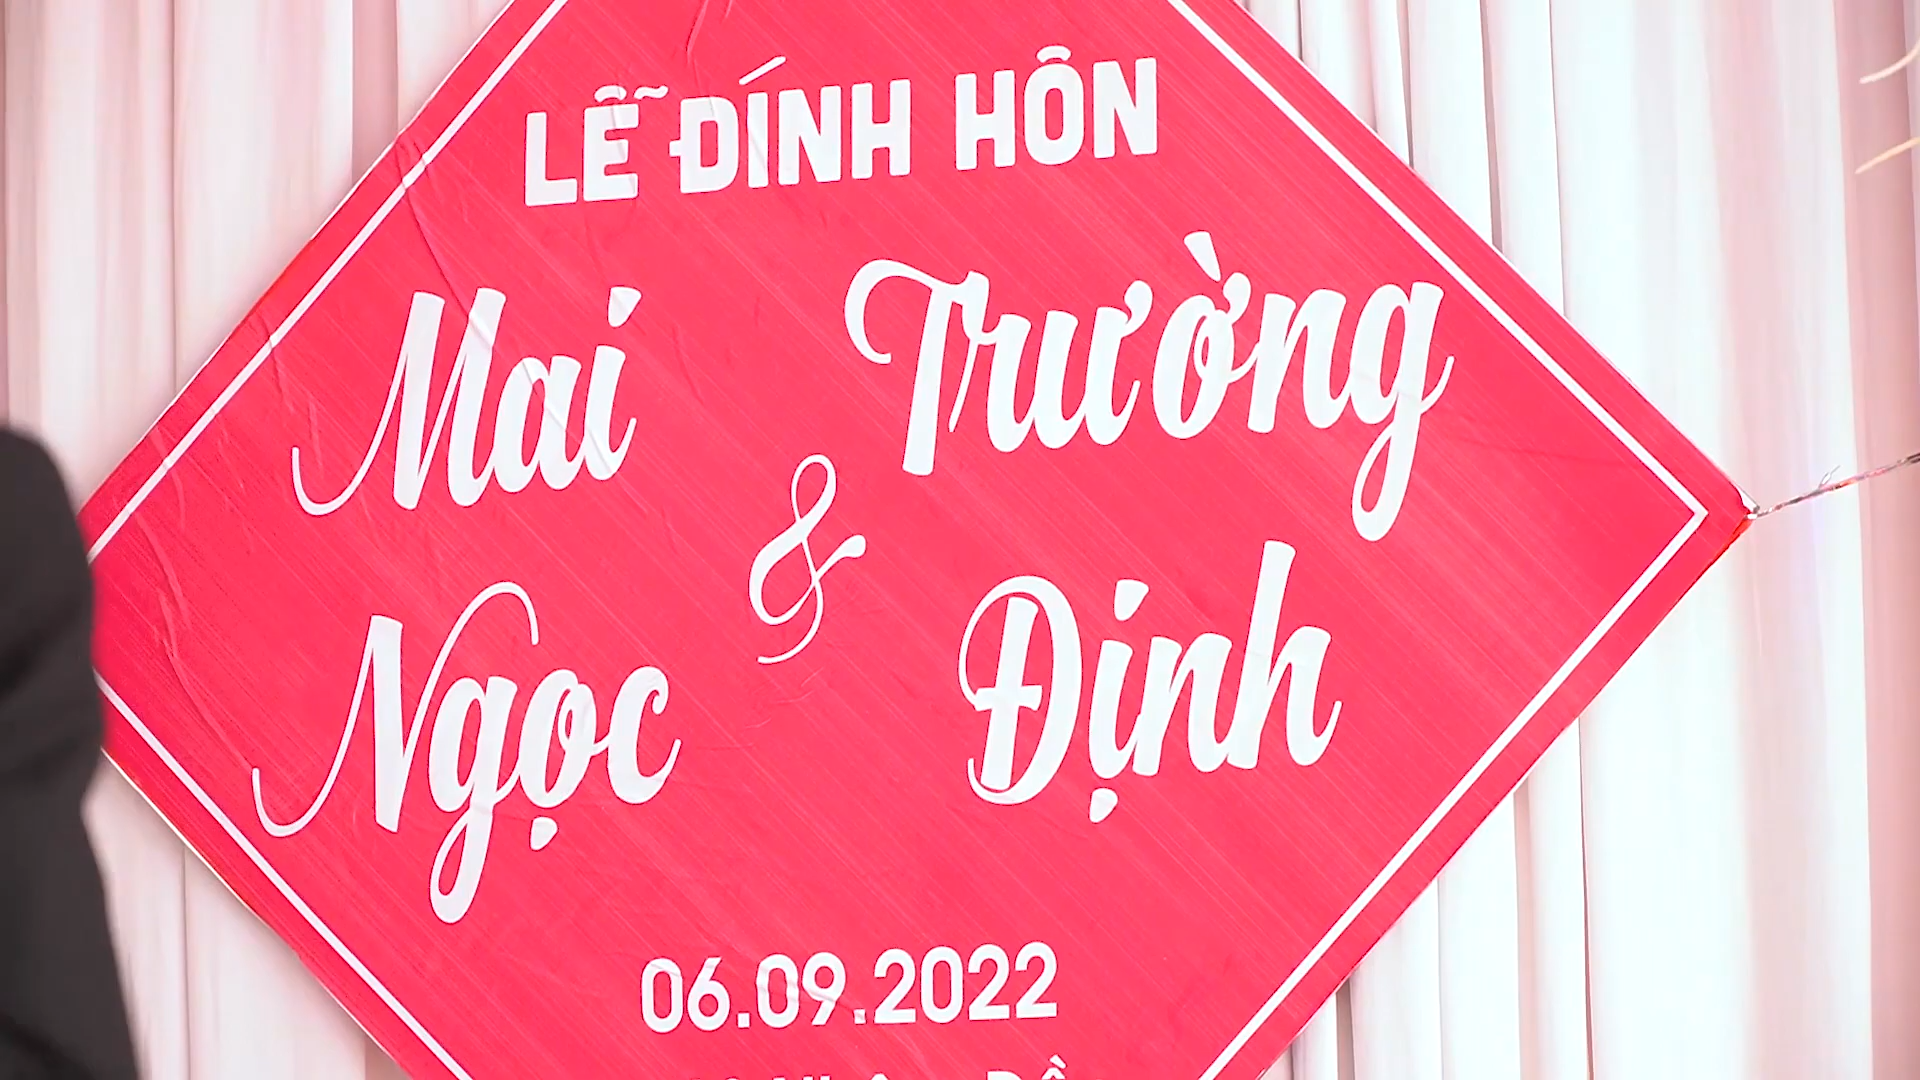 LỄ ĐÍNH HÔN
Mai Trường
&
Ngọc Định
06.09.2022